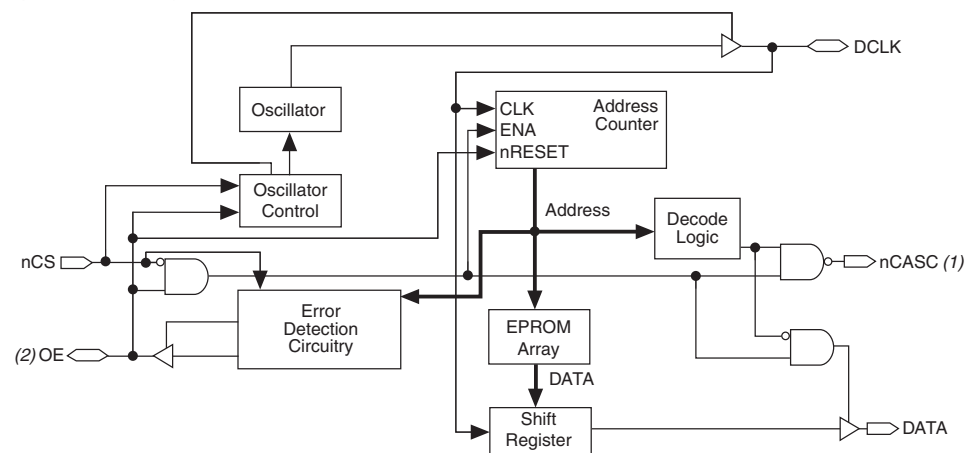 DCLK
CLK
ENA
nRESET
Address
Counter
Oscillator
Oscillator
Control
Address
Decode
Logic
nCS
nCASC (1)
Error
Detection
Circuitry
EPROM
Array
(2) OE
DATA
Shift
Register
DATA